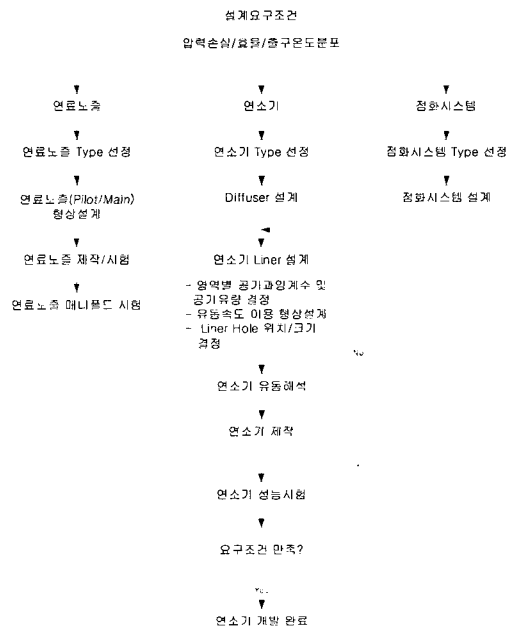 설계요구조건
압력손실/효율/출구온도분포
연료노즐
연료노즐 Type 선정
연료노즐(Pilot/Main)
형상설계
연료노즐 제작/시험
연료노즐 매니폴드 시험
연소기
연소기 Type 선정
Diffuser 설계
연소기 Liner 설계
- 영역별 공기과잉계수 및
공기유량 결정
- 유동속도 이용 형상설계
- Liner Hole 위치/크기
결정
No
연소기 유동해석
연소기 제작
연소기 성능시험
요구조건 만족?
Yes
연소기 개발 완료
점화시스템
점화시스템 Type 선정
점화시스템 설계